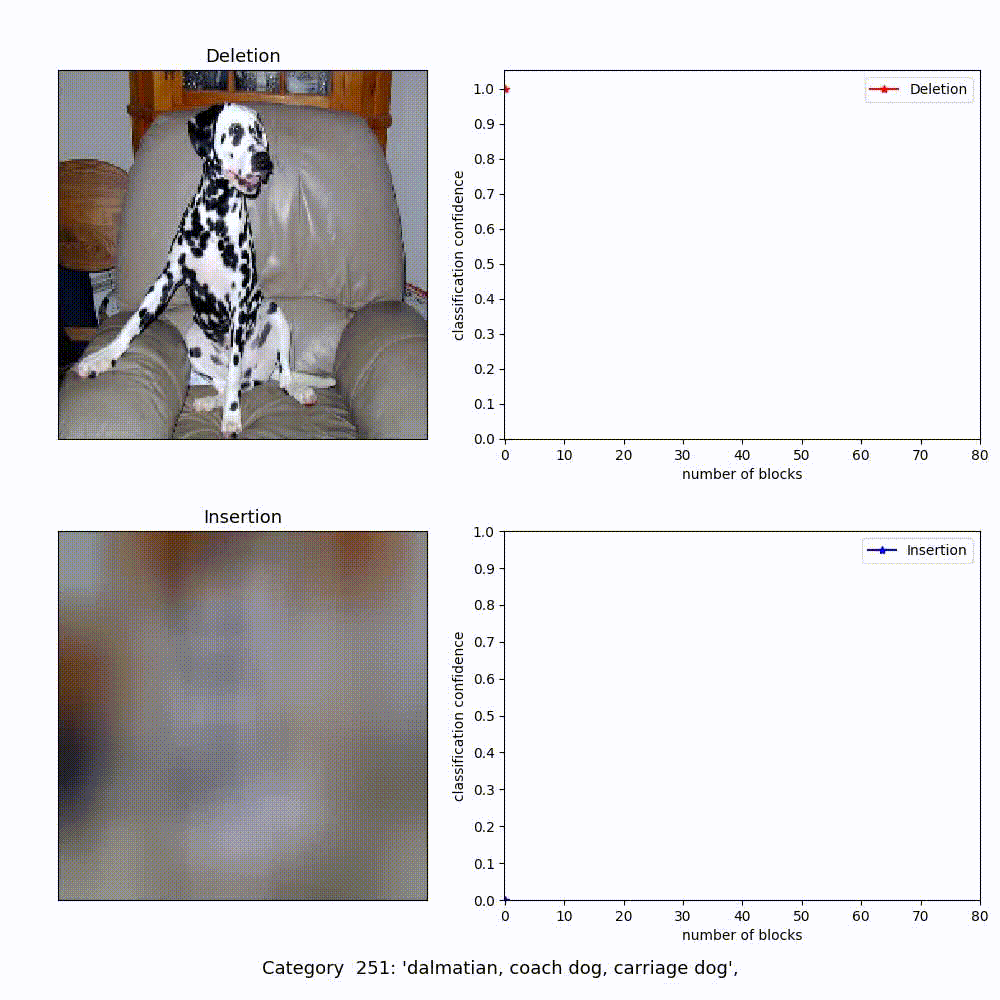 Deletion
1.0
0.9
0.8
0.7
0.6
0.5
0.4
0.3
0.2
0.1
0.0
classification confidence
Deletion
0 10 20 30 40 50 60 70 80
number of blocks
Insertion
1.0
0.9
0.8
0.7
0.6
0.5
0.4
0.3
0.2
0.1
0.0
classification confidence
Insertion
0 10 20 30 40 50 60 70 80
number of blocks
Category  251: 'dalmatian, coach dog, carriage dog',